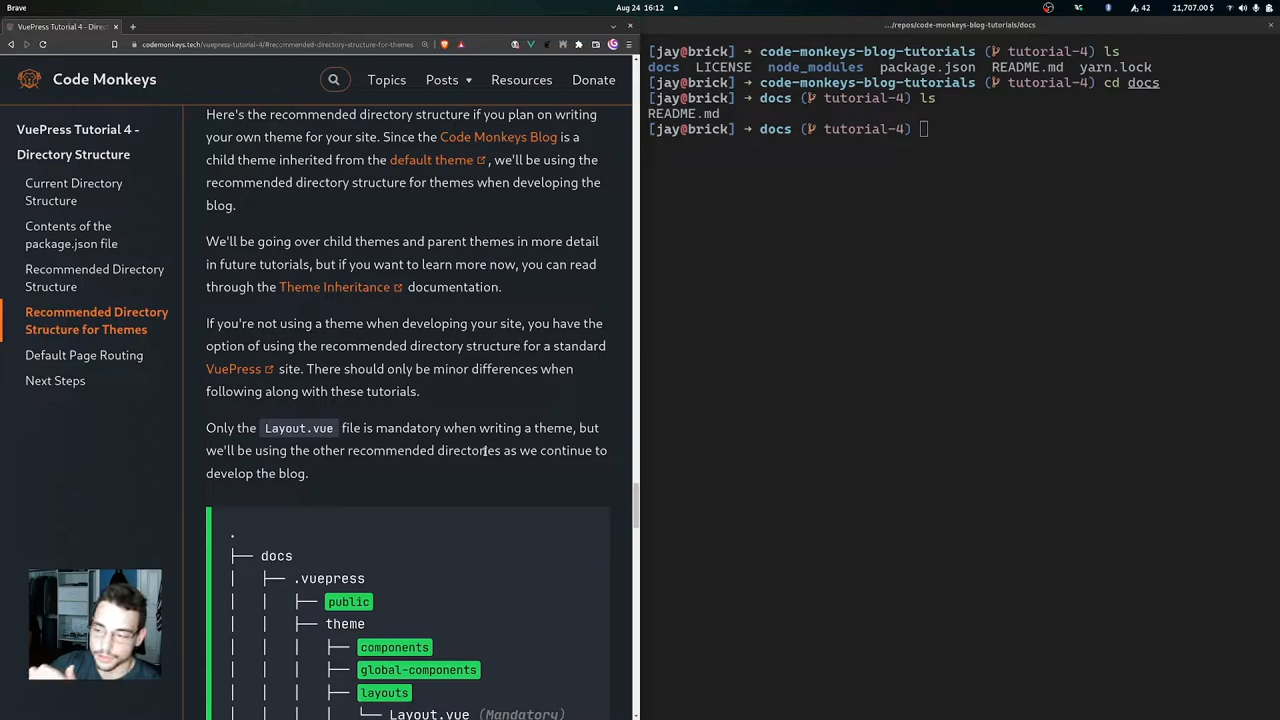 Brave
Aug 24 16:12
42
21,707.00 $
VuePress Tutorial 4 - Direc
codemonkeys.tech/vuepress-tutorial-4/#recommended-directory-structure-for-themes
.../repos/code-monkeys-blog-tutorials/docs
Code Monkeys
Topics
Posts
Resources
Donate
VuePress Tutorial 4 -
Directory Structure
Current Directory
Structure
Contents of the
package.json file
Recommended Directory
Structure
Recommended Directory
Structure for Themes
Default Page Routing
Next Steps
Here's the recommended directory structure if you plan on writing
your own theme for your site. Since the Code Monkeys Blog is a
child theme inherited from the default theme , we'll be using the
recommended directory structure for themes when developing the
blog.
We'll be going over child themes and parent themes in more detail
in future tutorials, but if you want to learn more now, you can read
through the Theme Inheritance documentation.
If you're not using a theme when developing your site, you have the
option of using the recommended directory structure for a standard
VuePress site. There should only be minor differences when
following along with these tutorials.
Only the Layout.vue file is mandatory when writing a theme, but
we'll be using the other recommended directories as we continue to
develop the blog.
.
├── docs
│ ├── .vuepress
│ │ ├── public
│ │ ├── theme
│ │ │ ├── components
│ │ │ ├── global-components
│ │ │ ├── layouts
│ │ │ │ └── Layout.vue (Mandatory)
[jay@brick] → code-monkeys-blog-tutorials ( tutorial-4) ls
docs LICENSE node_modules package.json README.md yarn.lock
[jay@brick] → code-monkeys-blog-tutorials ( tutorial-4) cd docs
[jay@brick] → docs ( tutorial-4) ls
README.md
[jay@brick] → docs ( tutorial-4)